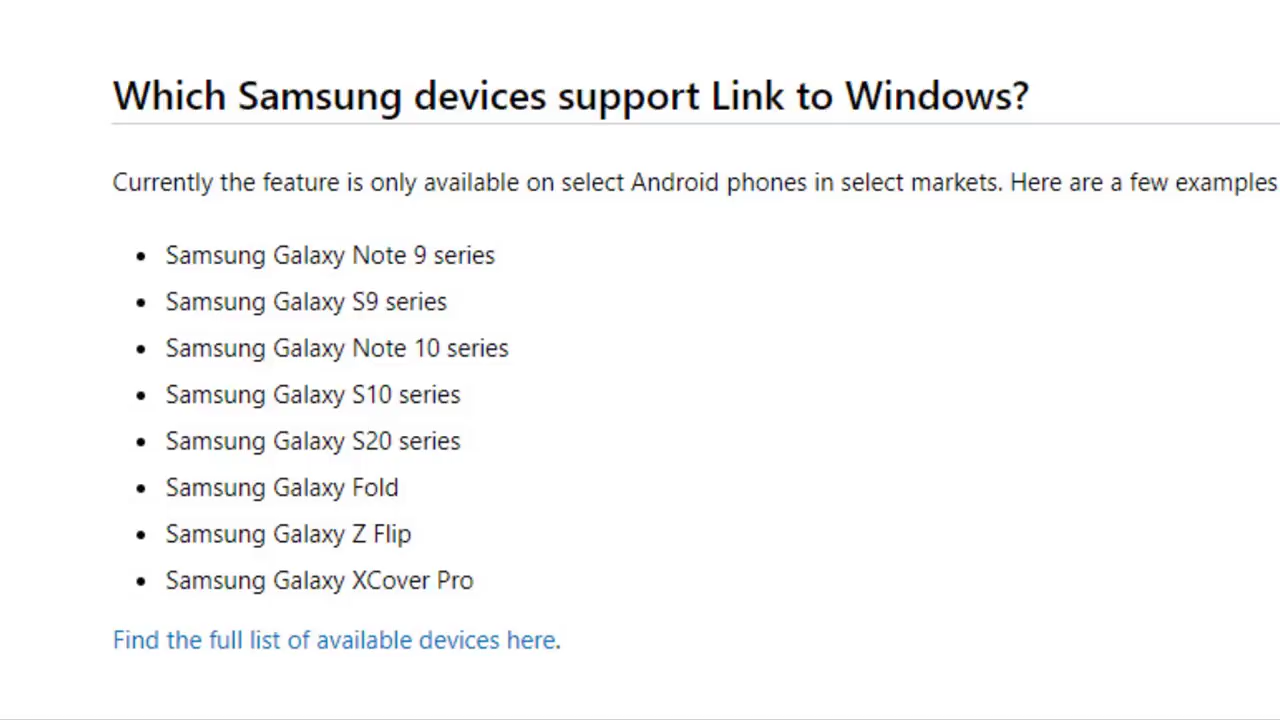 Which Samsung devices support Link to Windows?
Currently the feature is only available on select Android phones in select markets. Here are a few examples
Samsung Galaxy Note 9 series
Samsung Galaxy S9 series
Samsung Galaxy Note 10 series
Samsung Galaxy S10 series
Samsung Galaxy S20 series
Samsung Galaxy Fold
Samsung Galaxy Z Flip
Samsung Galaxy XCover Pro
Find the full list of available devices here.